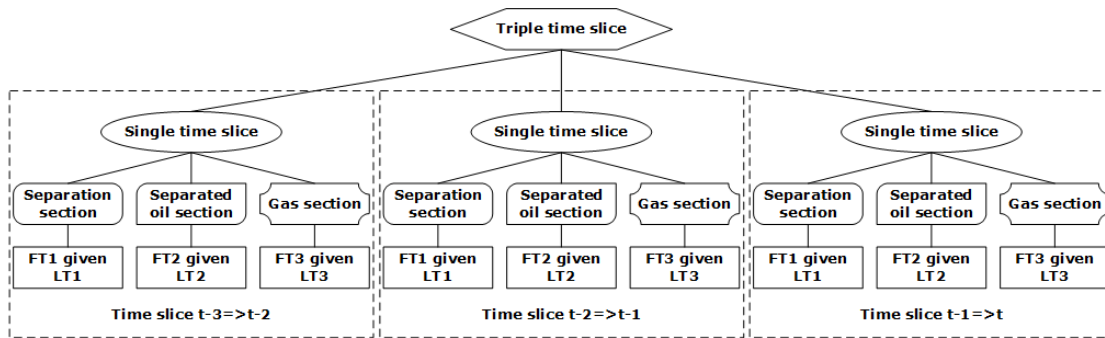 Triple time slice
Single time slice
Single time slice
Single time slice
Separation
section
Separated
oil section
Gas section
Separation
section
Separated
oil section
Gas section
Separation
section
Separated
oil section
Gas section
FT1 given
LT1
FT2 given
LT2
FT3 given
LT3
FT1 given
LT1
FT2 given
LT2
FT3 given
LT3
FT1 given
LT1
FT2 given
LT2
FT3 given
LT3
Time slice t-3=>t-2
Time slice t-2=>t-1
Time slice t-1=>t